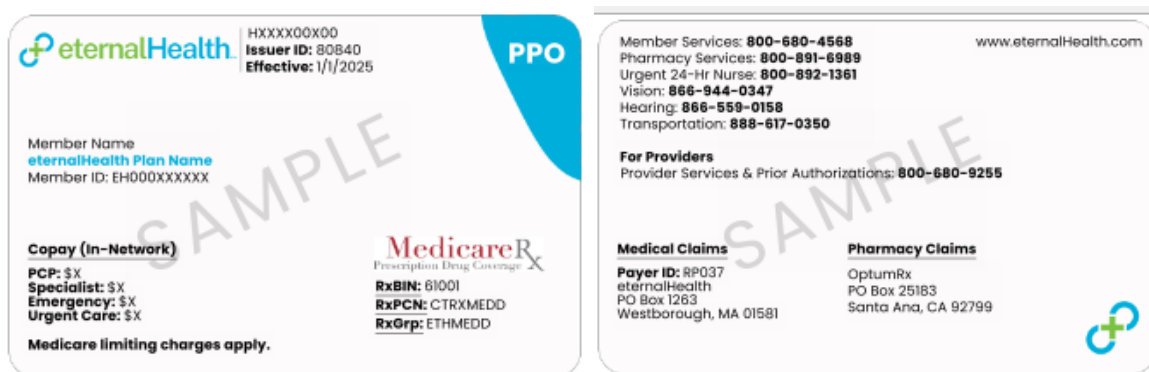 eternalHealth
HXXXX00X00
Issuer ID: 80840
Effective: 1/1/2025
PPO
Member Name
eternalHealth Plan Name
Member ID: EH000XXXXXX
SAMPLE
Copay (In-Network)
PCP: $X
Specialist: $X
Emergency: $X
Urgent Care: $X
Medicare limiting charges apply.
MedicareRx
Prescription Drug Coverage
RxBIN: 61001
RxPCN: CTRXMEDD
RxGrp: ETHMEDD
Member Services: 800-680-4568
Pharmacy Services: 800-891-6989
Urgent 24-Hr Nurse: 800-892-1361
Vision: 866-944-0347
Hearing: 866-559-0158
Transportation: 888-617-0350
www.eternalHealth.com
For Providers
Provider Services & Prior Authorizations: 800-680-9255
SAMPLE
Medical Claims
Payer ID: RP037
eternalHealth
PO Box 1263
Westborough, MA 01581
Pharmacy Claims
OptumRx
PO Box 25183
Santa Ana, CA 92799